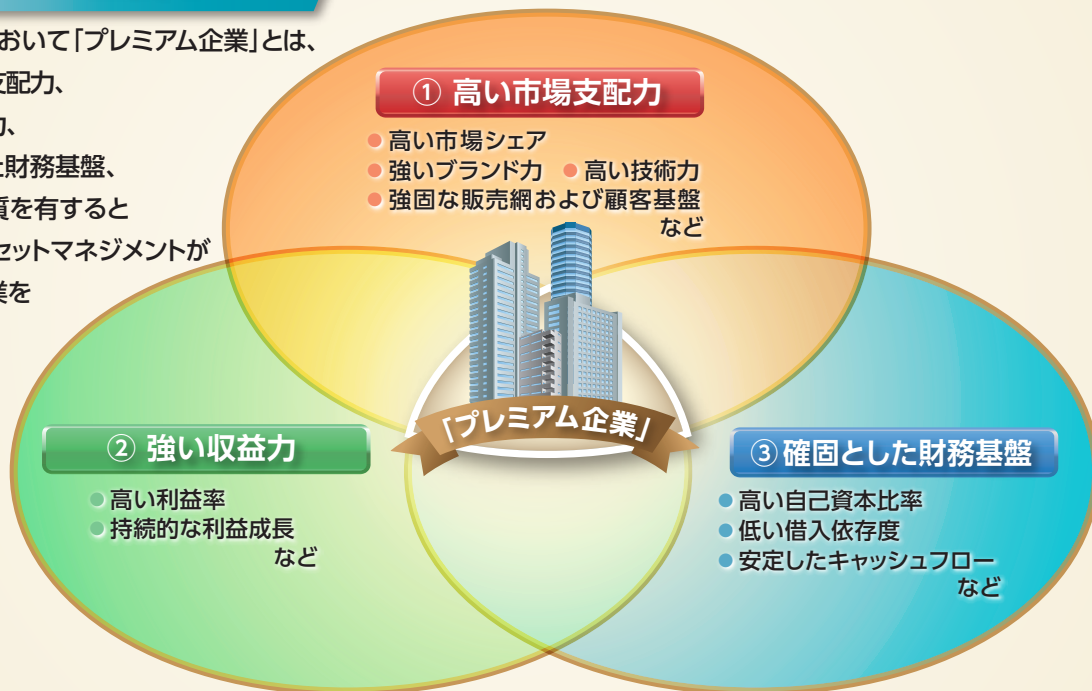 おいて「プレミアム企業」とは、
支配力、
力、
た財務基盤、
質を有すると
セットマネジメントが
業を
① 高い市場支配力
● 高い市場シェア
● 強いブランド力 ● 高い技術力
● 強固な販売網および顧客基盤
など
「プレミアム企業」
② 強い収益力
● 高い利益率
● 持続的な利益成長
など
③ 確固とした財務基盤
● 高い自己資本比率
● 低い借入依存度
● 安定したキャッシュフロー
など